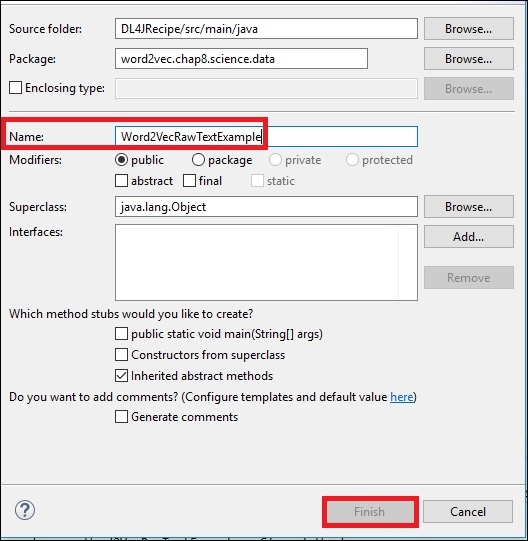 Source folder: DL4JRecipe/src/main/java Browse...
Package: word2vec.chap8.science.data Browse...
Enclosing type: Browse...
Name: Word2VecRawTextExample
Modifiers: public package private protected
abstract final static
Superclass: java.lang.Object Browse...
Interfaces: Add...
Remove
Which method stubs would you like to create?
public static void main(String[] args)
Constructors from superclass
Inherited abstract methods
Do you want to add comments? (Configure templates and default value here)
Generate comments
? Finish Cancel